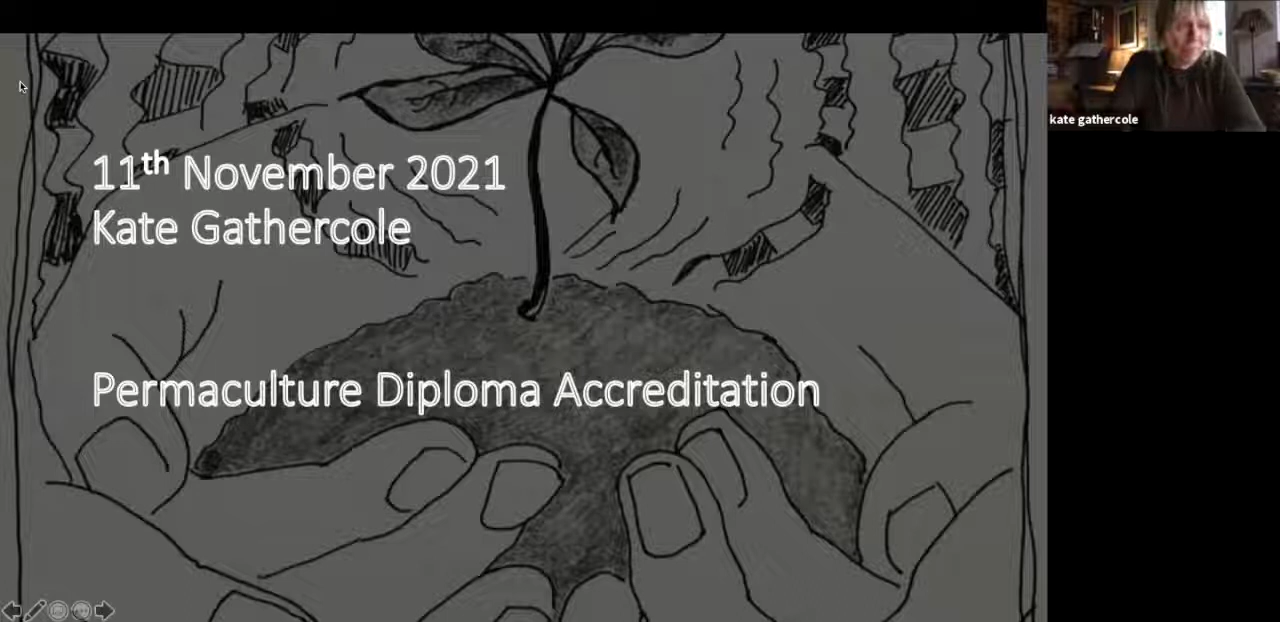 11th November 2021
Kate Gathercole
Permaculture Diploma Accreditation
kate gathercole